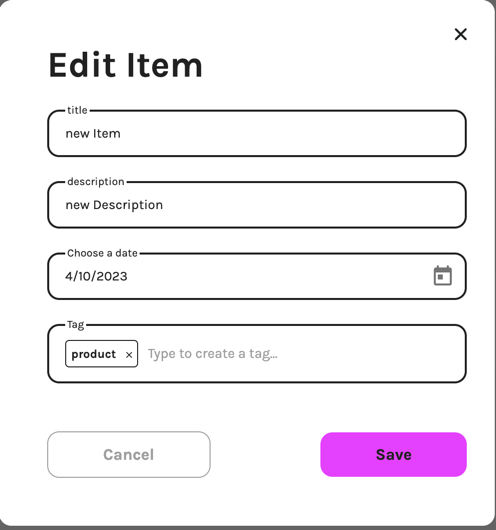 Edit Item
title
new Item
description
new Description
Choose a date
4/10/2023
Tag
product ×
Type to create a tag...
Cancel
Save